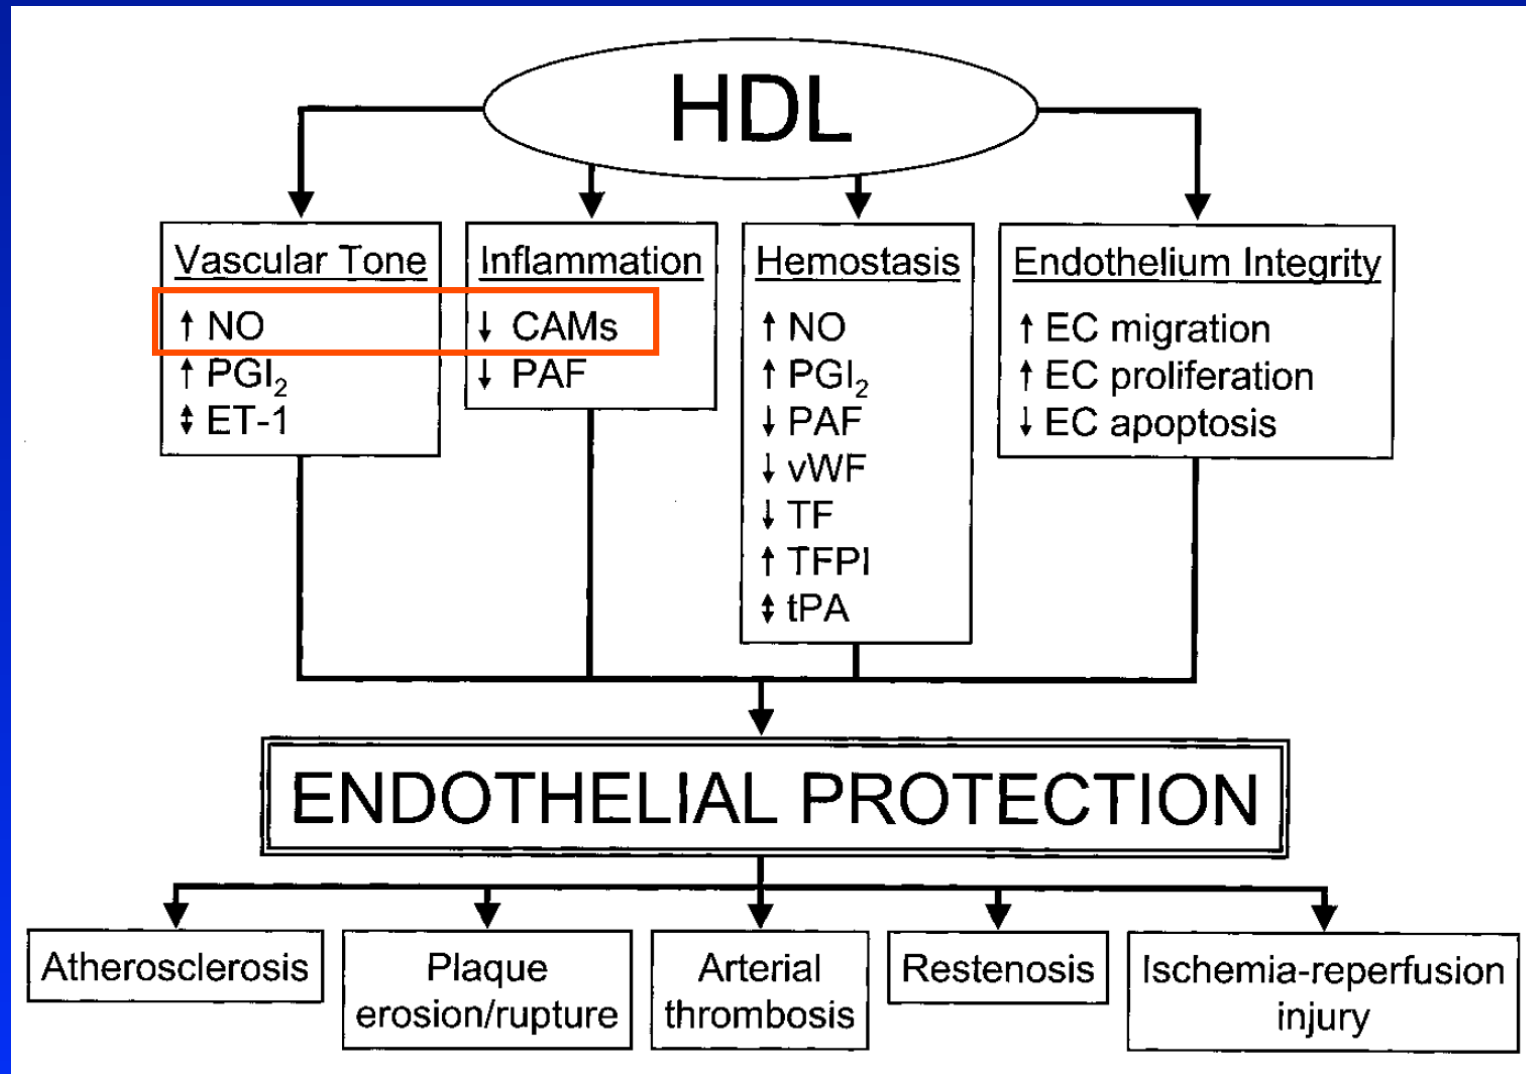 HDL
Vascular Tone
↑ NO
↑ PGI₂
↕ ET-1
Inflammation
↓ CAMs
↓ PAF
Hemostasis
↑ NO
↑ PGI₂
↓ PAF
↓ vWF
↓ TF
↑ TFPI
↕ tPA
Endothelium Integrity
↑ EC migration
↑ EC proliferation
↓ EC apoptosis
ENDOTHELIAL PROTECTION
Atherosclerosis
Plaque
erosion/rupture
Arterial
thrombosis
Restenosis
Ischemia-reperfusion
injury